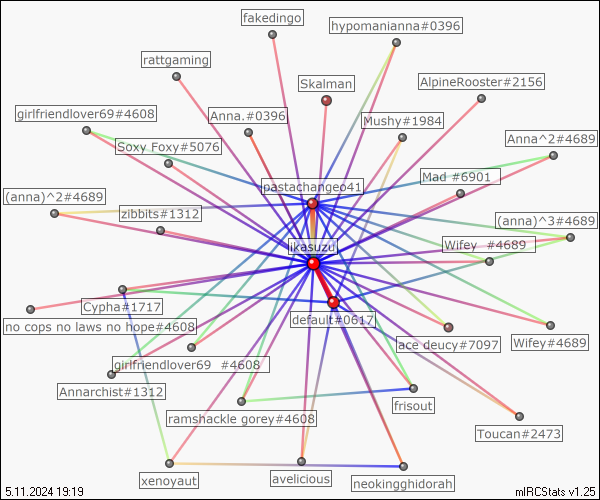 fakedingo
hypomanianna#0396
rattgaming
Skalman
AlpineRooster#2156
girlfriendlover69#4608
Anna.#0396
Mushy#1984
Soxy Foxy#5076
Anna^2#4689
pastachangeo41
Mad #6901
(anna)^2#4689
zibbits#1312
(anna)^3#4689
ikasuzu
Wifey #4689
Cypha#1717
no cops no laws no hope#4608
default#0617
ace deucy#7097
Wifey#4689
girlfriendlover69 #4608
Annarchist#1312
ramshackle gorey#4608
frisout
Toucan#2473
xenoyaut
avelicious
neokingghidorah
5.11.2024 19:19
mIRCStats v1.25